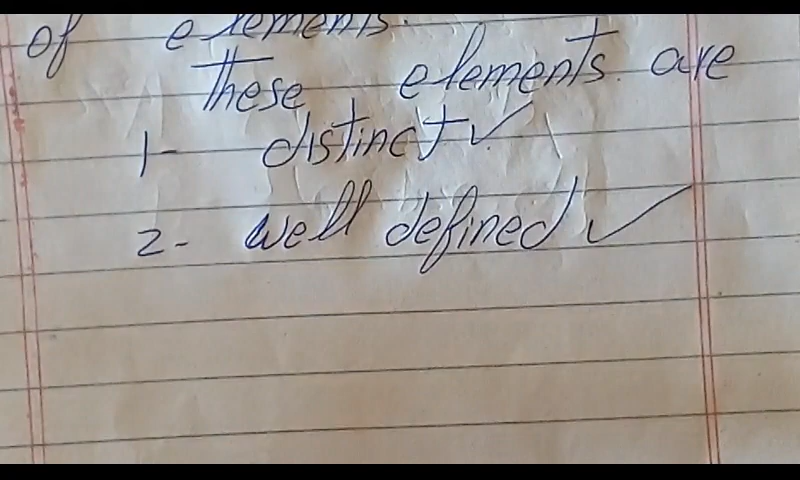 of elements.
These elements are
1- distinct ✓
2- well defined ✓